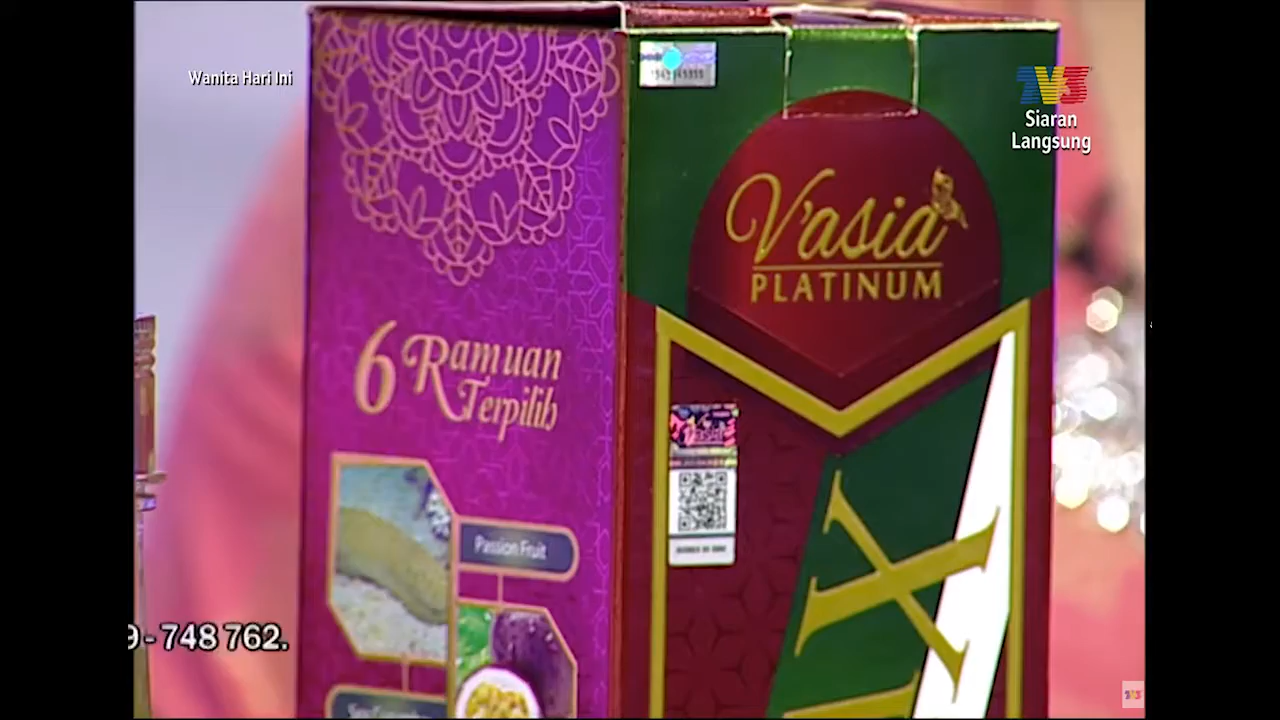 Wanita Hari Ini
TV3
Siaran
Langsung
V'asia
PLATINUM
6 Ramuan
Terpilih
Passion Fruit
X
9-748 762.